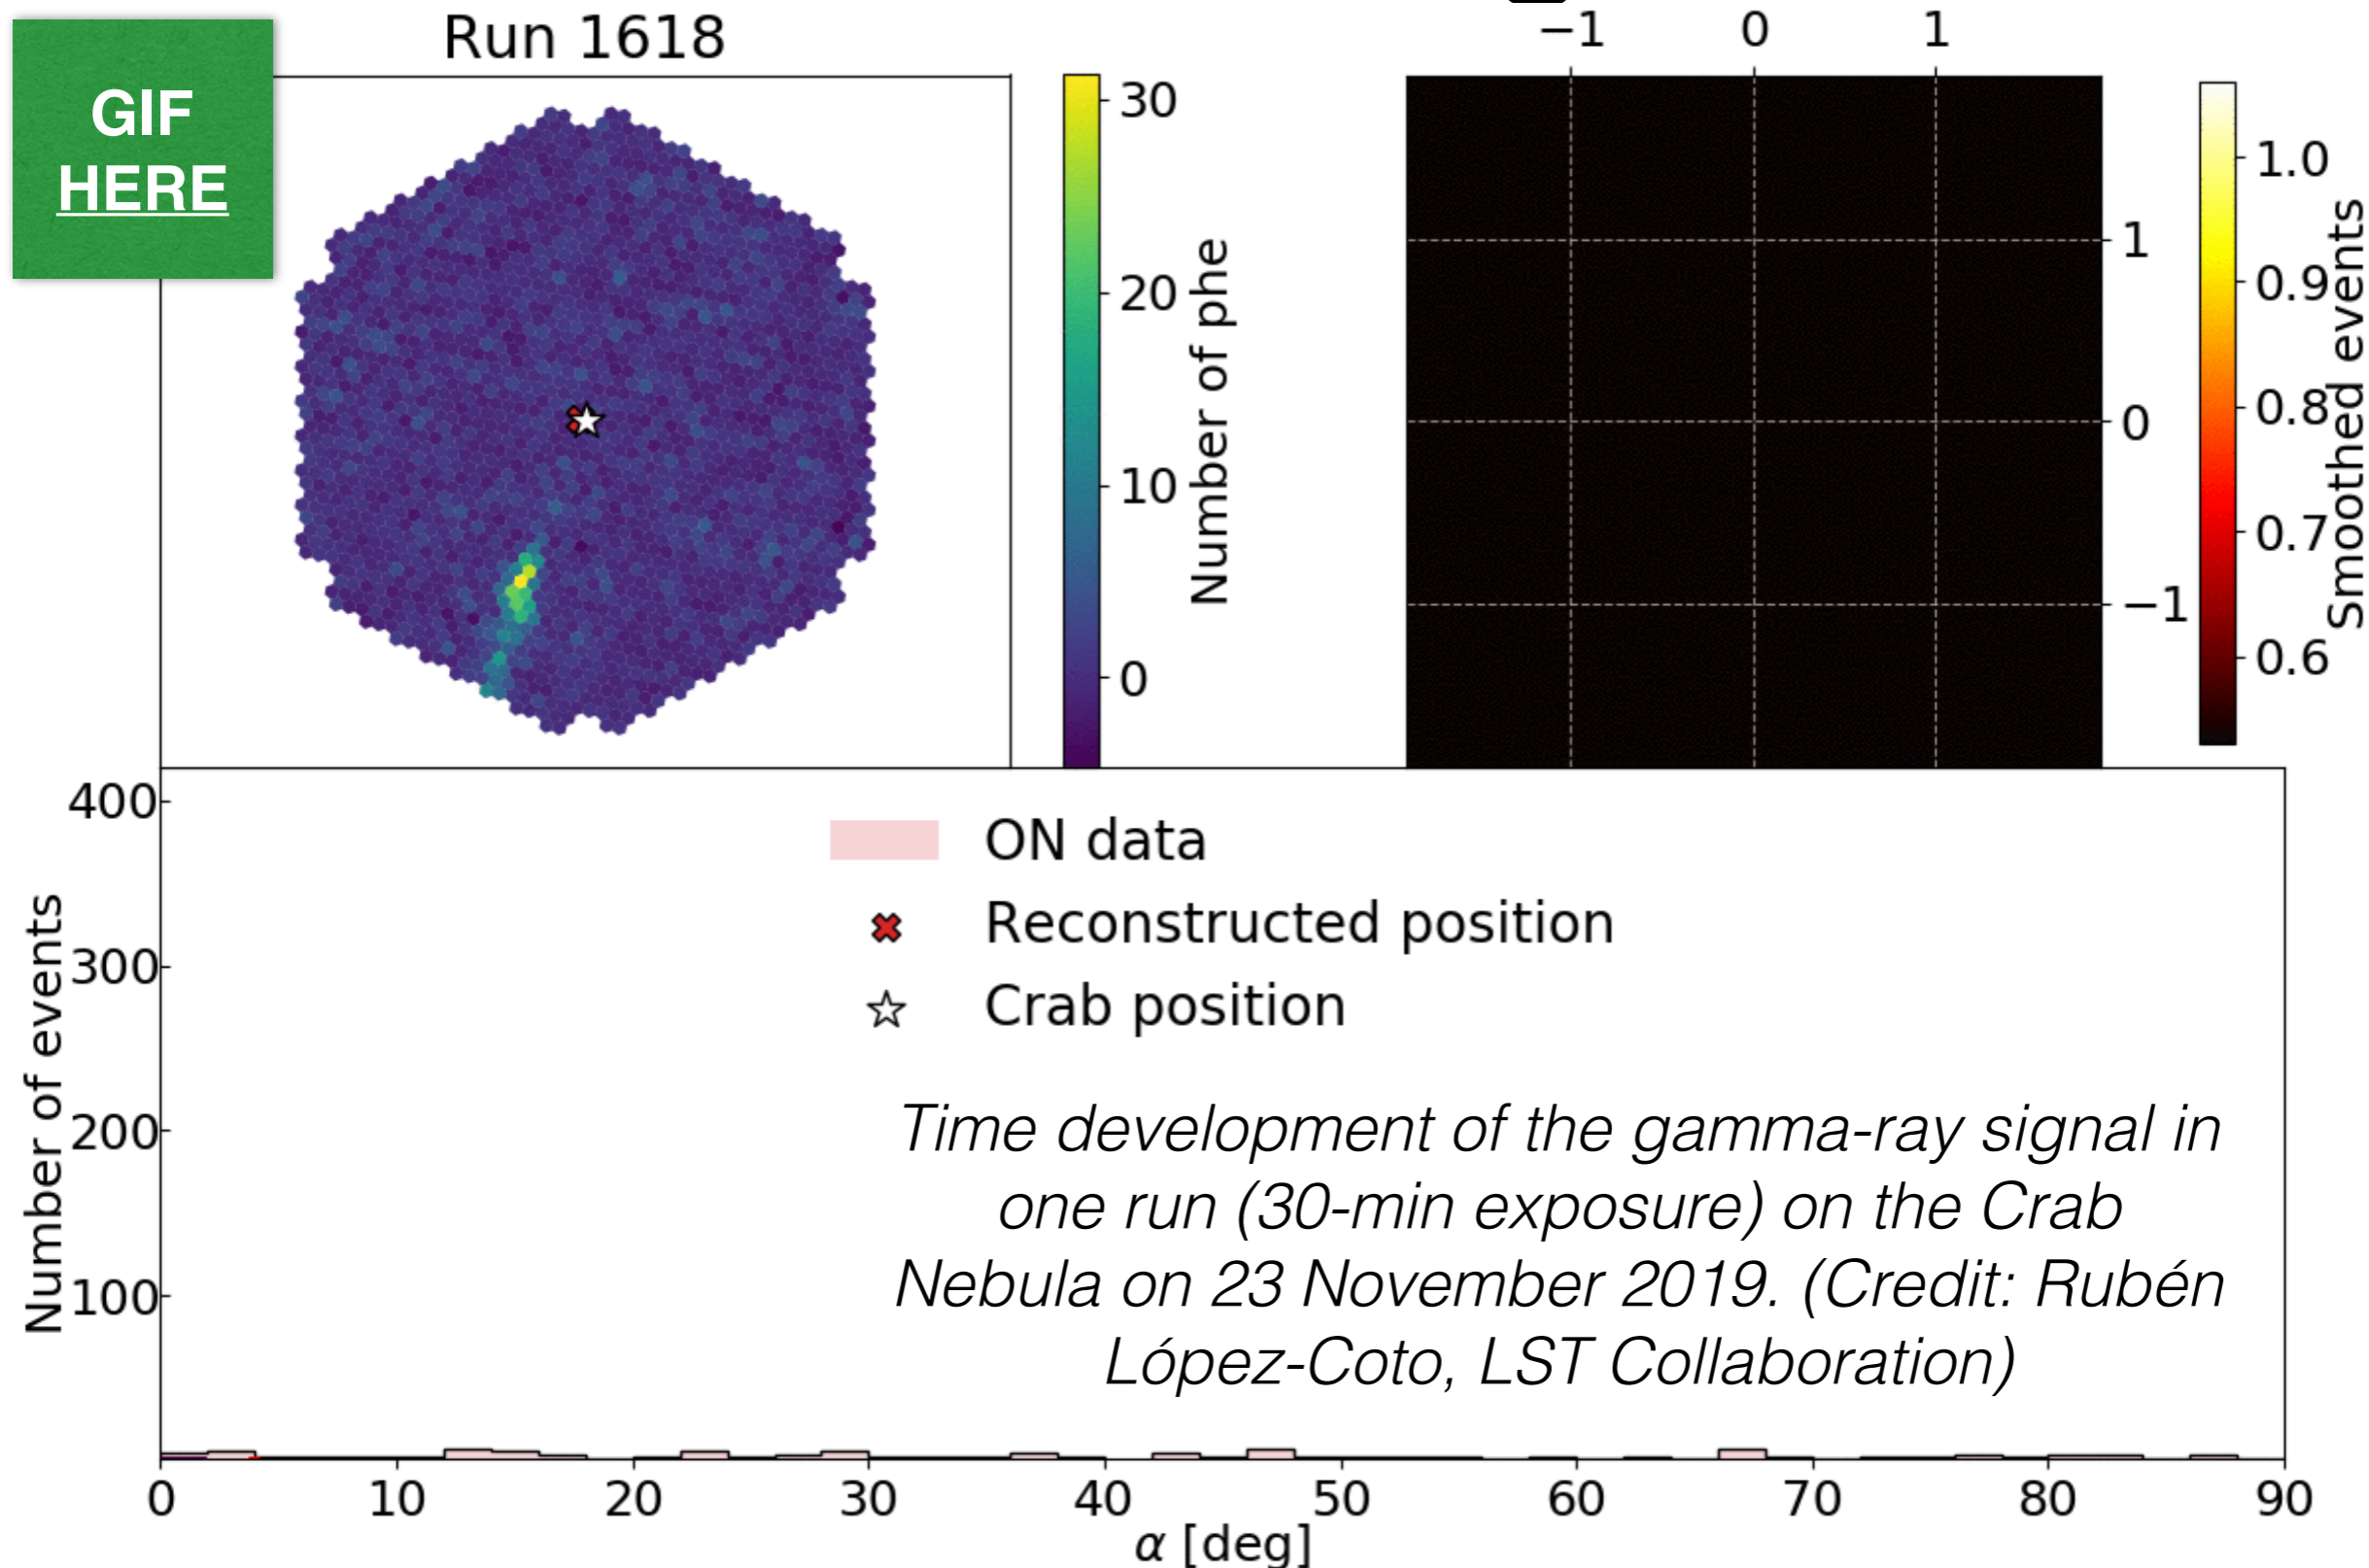 GIF
HERE
Run 1618
30
20
10
0
Number of phe
−1 0 1
1
0
−1
1.0
0.9
0.8
0.7
0.6
Smoothed events
400
300
200
100
Number of events
ON data
Reconstructed position
Crab position
Time development of the gamma-ray signal in
one run (30-min exposure) on the Crab
Nebula on 23 November 2019. (Credit: Rubén
López-Coto, LST Collaboration)
0 10 20 30 40 50 60 70 80 90
α [deg]